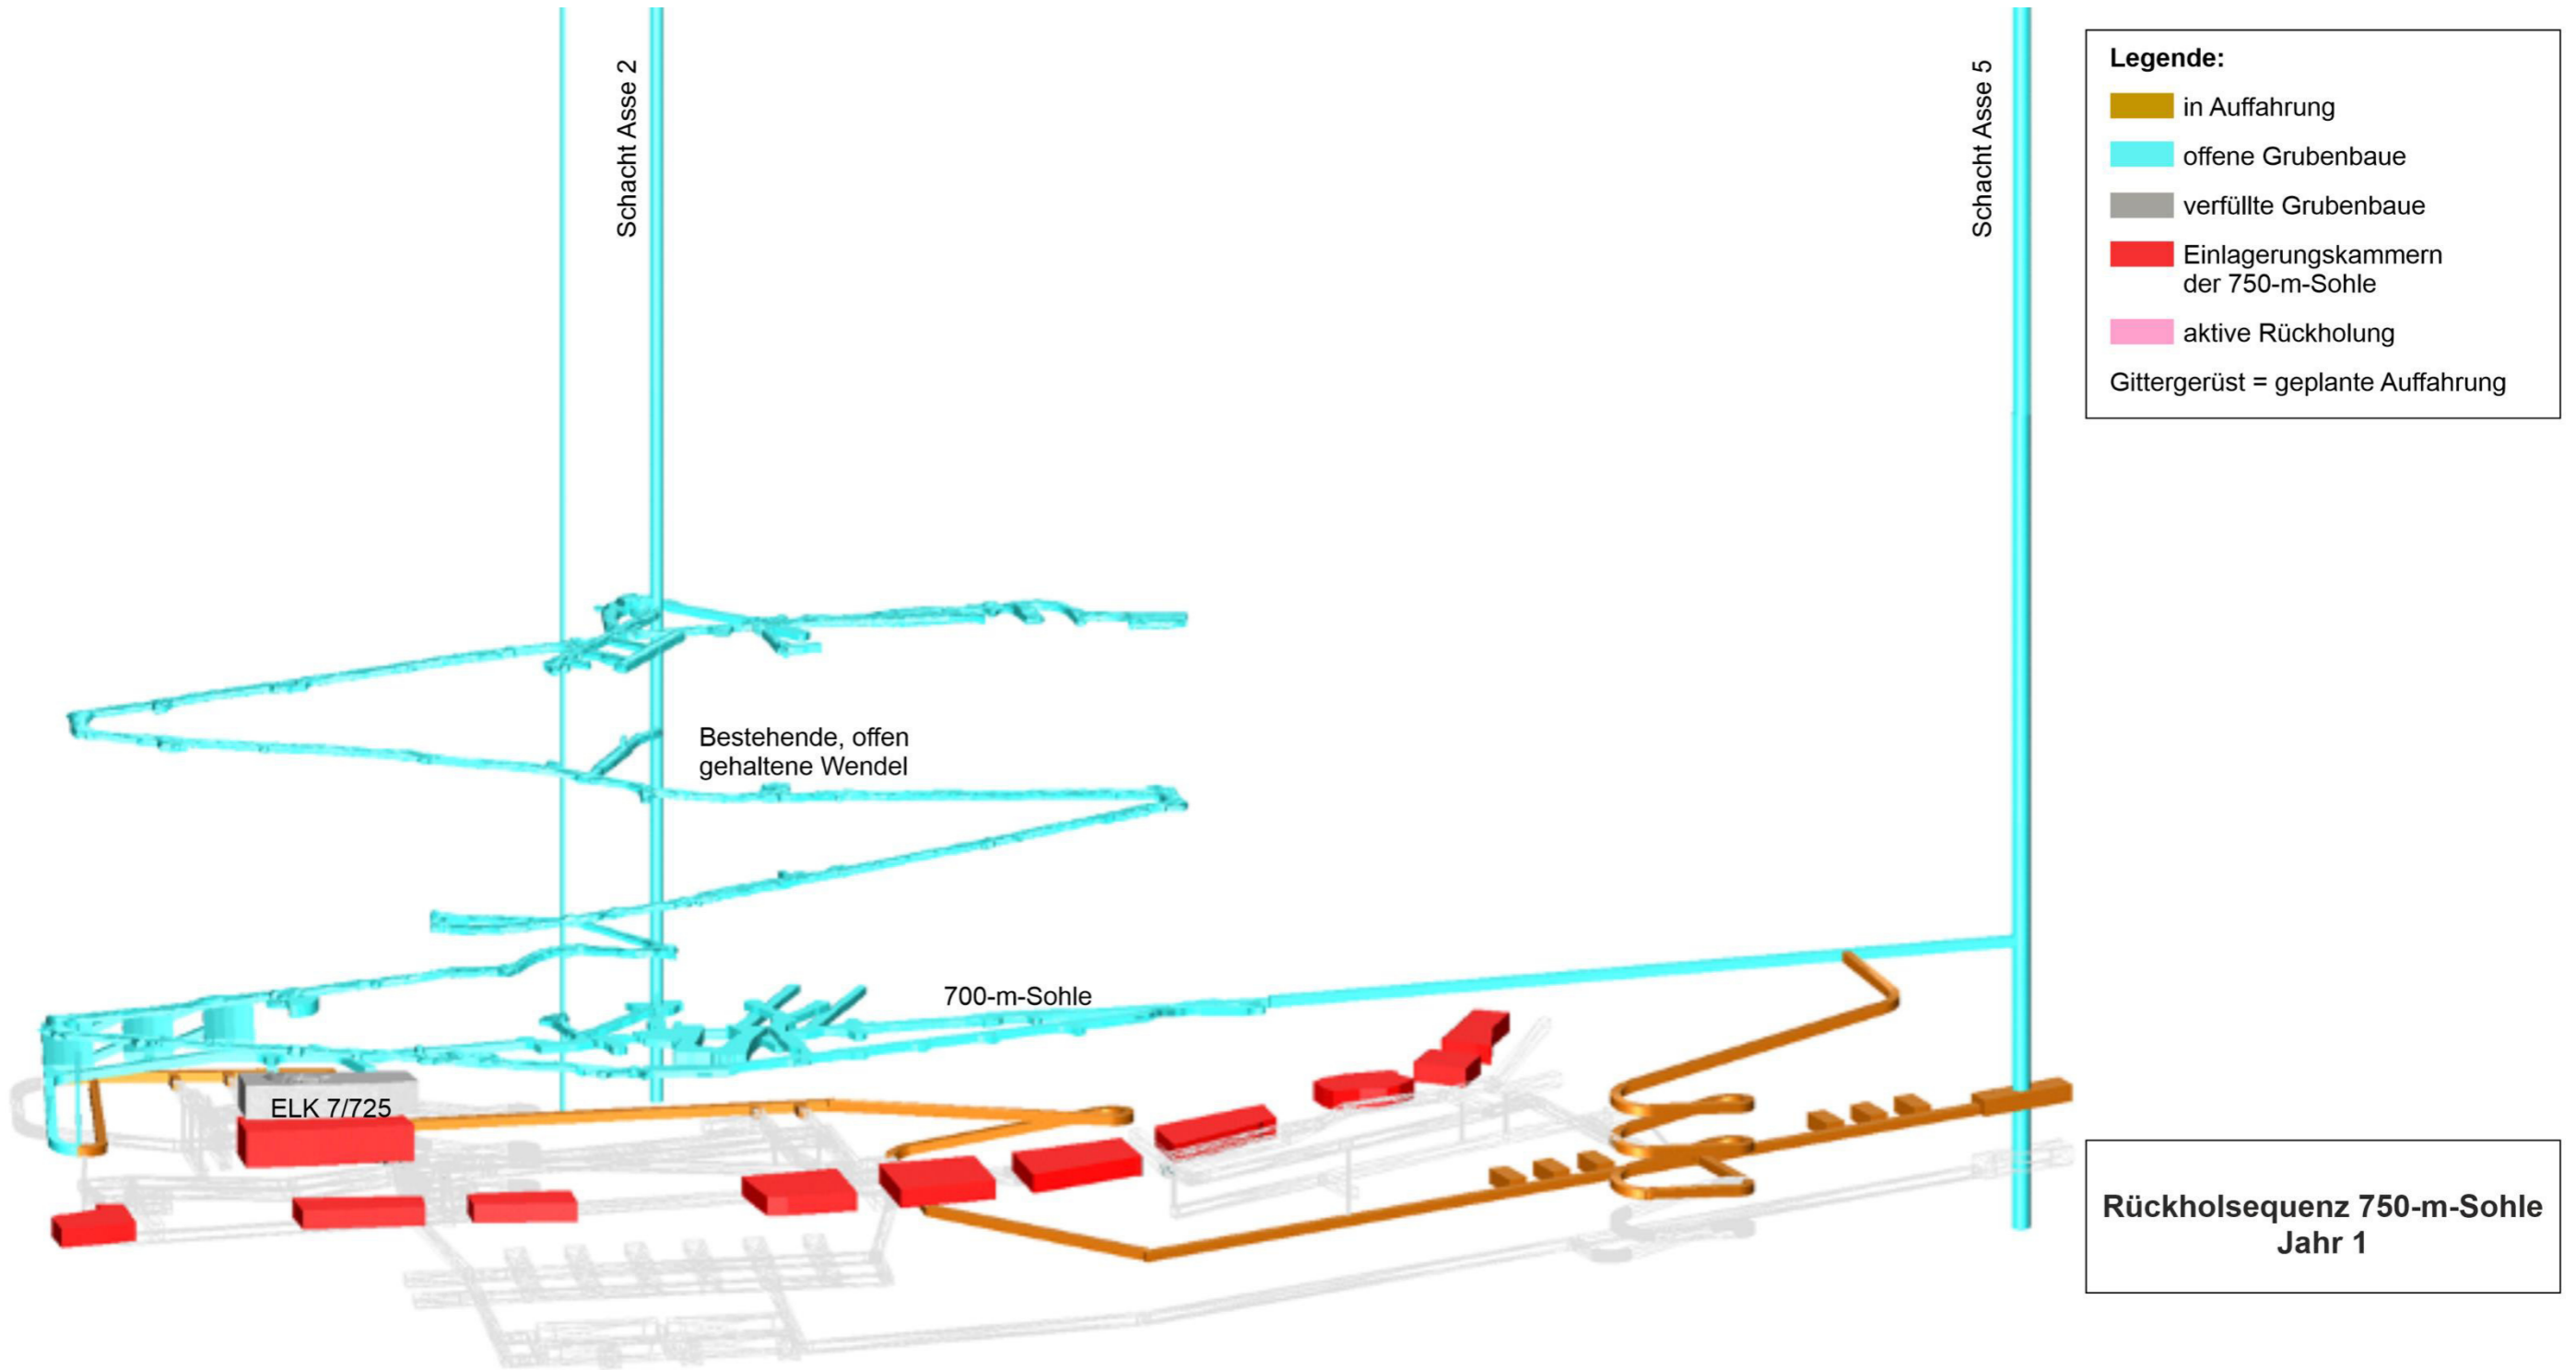 Schacht Asse 2
Schacht Asse 5
Legende:
in Auffahrung
offene Grubenbaue
verfüllte Grubenbaue
Einlagerungskammern
der 750-m-Sohle
aktive Rückholung
Gittergerüst = geplante Auffahrung
Bestehende, offen
gehaltene Wendel
700-m-Sohle
ELK 7/725
Rückholsequenz 750-m-Sohle
Jahr 1